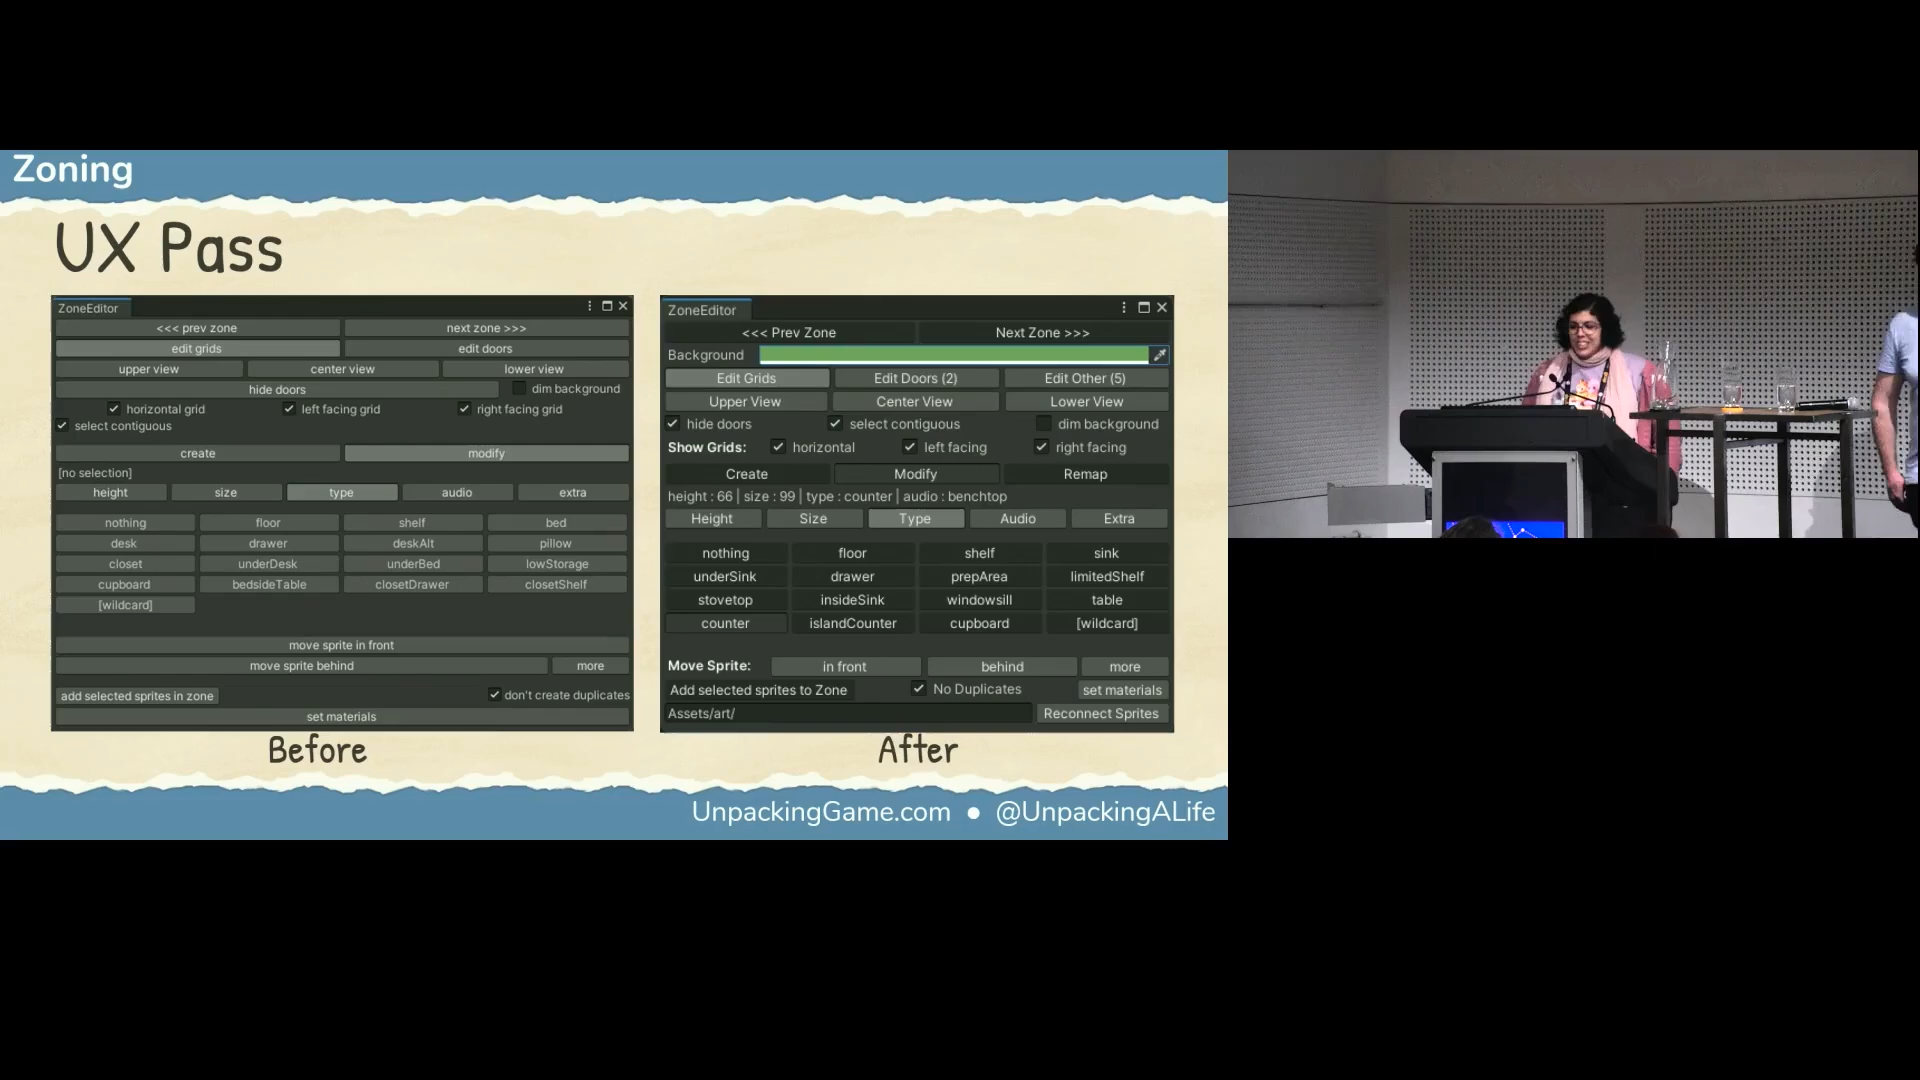 Zoning
UX Pass
ZoneEditor
<<< prev zone next zone >>>
edit grids edit doors
upper view center view lower view
hide doors dim background
horizontal grid left facing grid right facing grid
select contiguous
create modify
[no selection]
height size type audio extra
nothing floor shelf bed
desk drawer deskAlt pillow
closet underDesk underBed lowStorage
cupboard bedsideTable closetDrawer closetShelf
[wildcard]
move sprite in front
move sprite behind more
add selected sprites in zone don't create duplicates
set materials
Before
ZoneEditor
<<< Prev Zone Next Zone >>>
Background
Edit Grids Edit Doors (2) Edit Other (5)
Upper View Center View Lower View
hide doors select contiguous dim background
Show Grids: horizontal left facing right facing
Create Modify Remap
height : 66 | size : 99 | type : counter | audio : benchtop
Height Size Type Audio Extra
nothing floor shelf sink
underSink drawer prepArea limitedShelf
stovetop insideSink windowsill table
counter islandCounter cupboard [wildcard]
Move Sprite: in front behind more
Add selected sprites to Zone No Duplicates set materials
Assets/art/ Reconnect Sprites
After
UnpackingGame.com ● @UnpackingALife